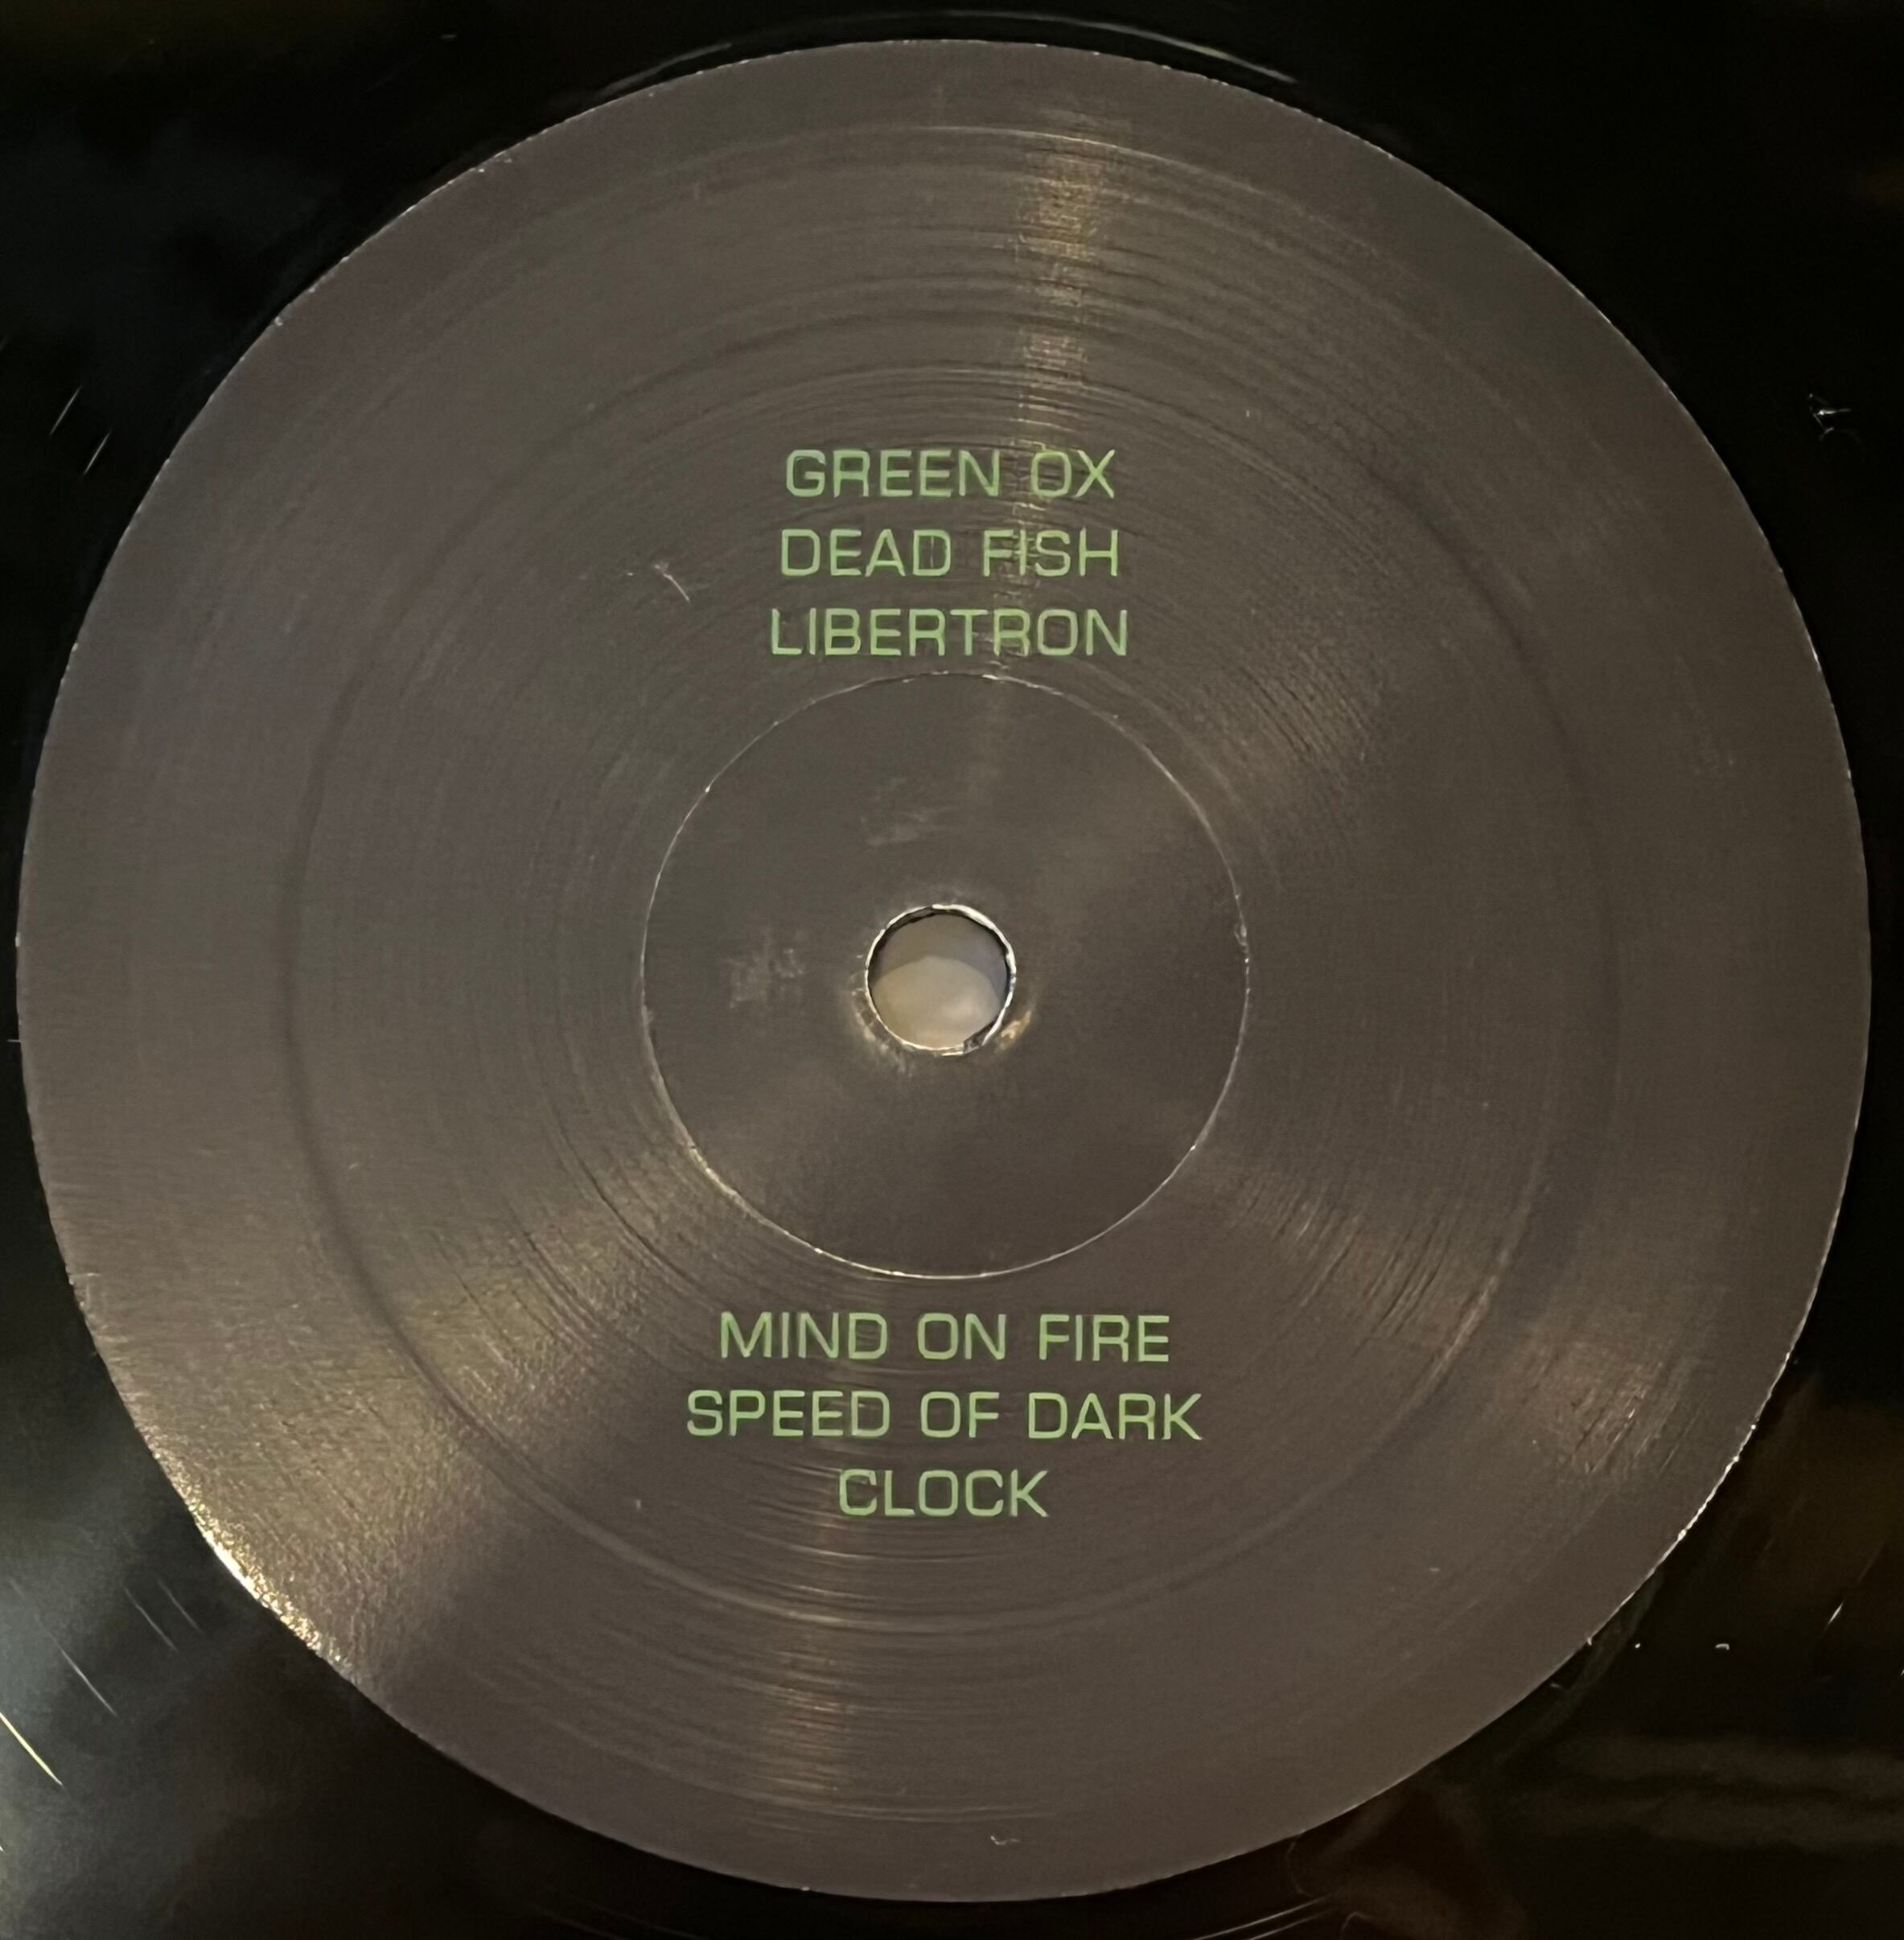 GREEN OX
DEAD FISH
LIBERTRON
MIND ON FIRE
SPEED OF DARK
CLOCK